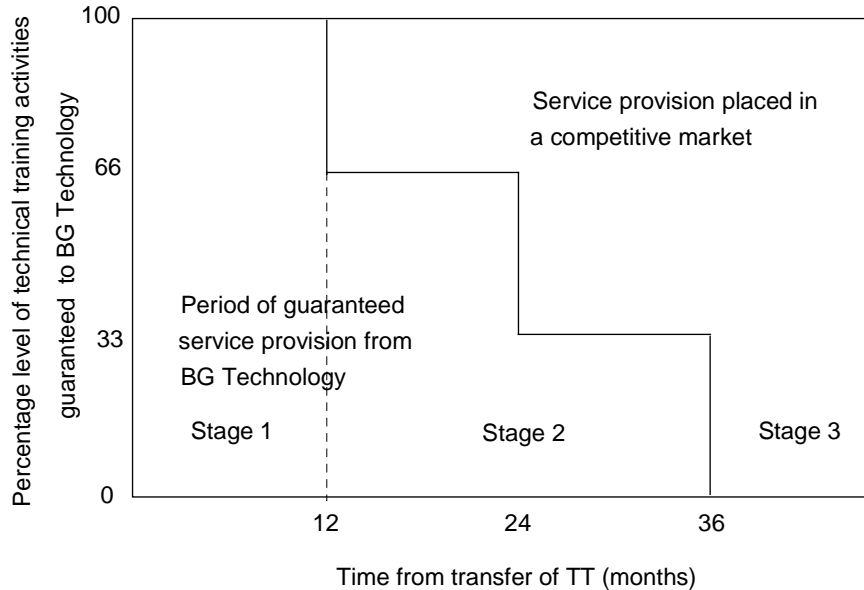 Percentage level of technical training activities
guaranteed to BG Technology
100
66
33
0
Service provision placed in
a competitive market
Period of guaranteed
service provision from
BG Technology
Stage 1
Stage 2
Stage 3
12
24
36
Time from transfer of TT (months)